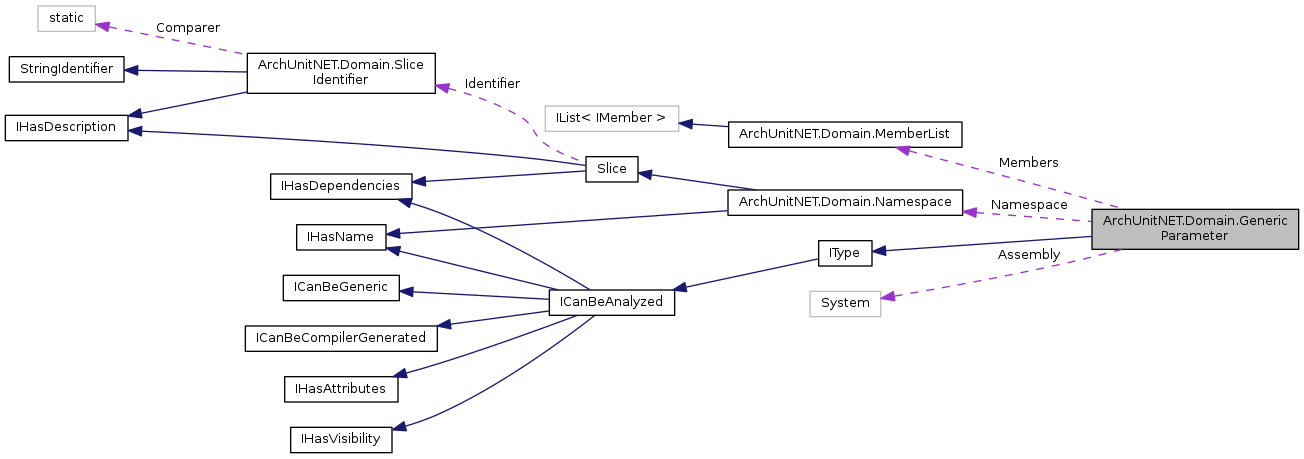 static
Comparer
StringIdentifier
ArchUnitNET.Domain.Slice
Identifier
Identifier
IHasDescription
IList< IMember >
ArchUnitNET.Domain.MemberList
Members
Slice
IHasDependencies
ArchUnitNET.Domain.Namespace
Namespace
ArchUnitNET.Domain.Generic
Parameter
IHasName
IType
Assembly
ICanBeGeneric
ICanBeAnalyzed
System
ICanBeCompilerGenerated
IHasAttributes
IHasVisibility